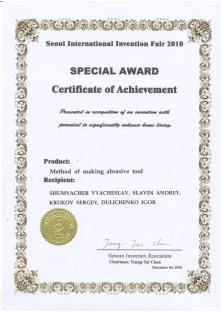 Seoul International Invention Fair 2010
SPECIAL AWARD
Certificate of Achievement
Presented in recognition of an invention with
potential to significantly enhance home living.
Product:
Method of making abrasive tool
Recipient:
SHUMYACHER VYACHESLAV, SLAVIN ANDREY,
KRUKOV SERGEY, DULICHENKO IGOR
Taiwan Invention Association
Chairman: Tsung-Tai Chen
December 04, 2010